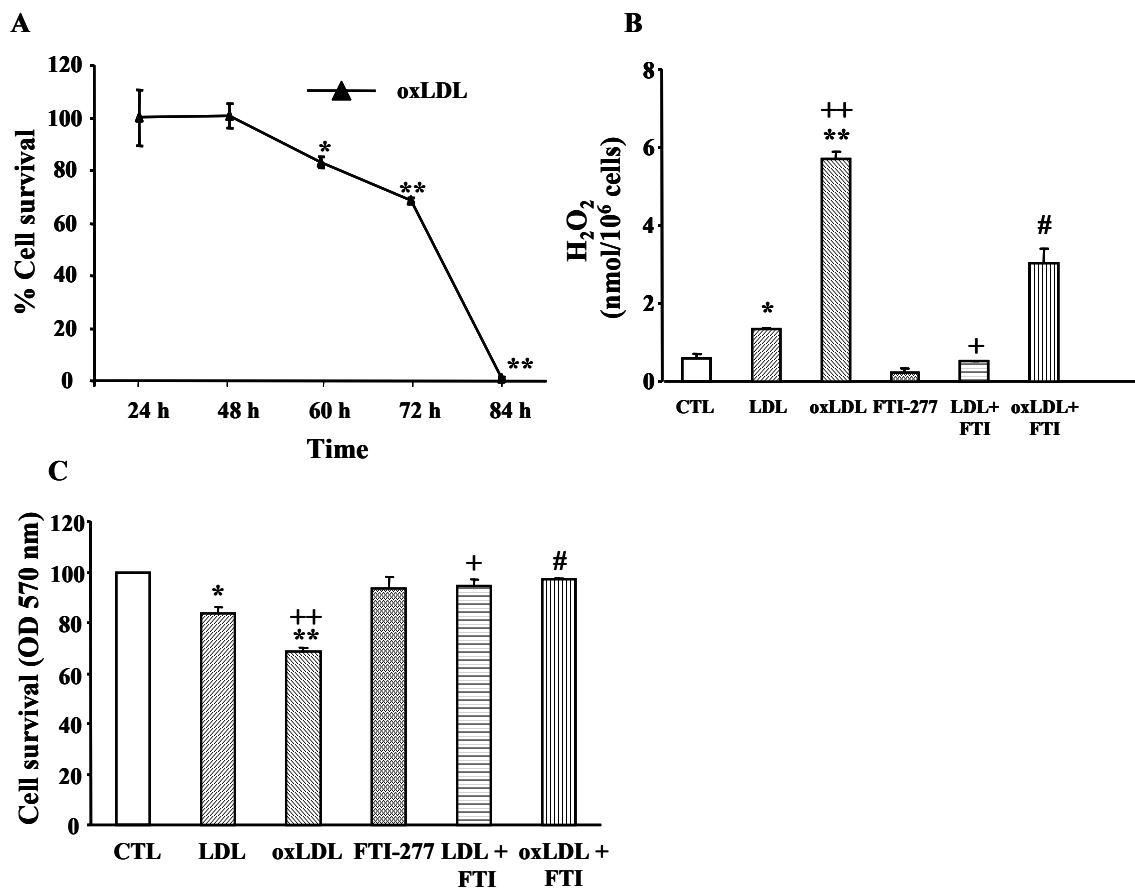 A
120
100
80
60
40
20
0
% Cell survival
oxLDL
*
**
**
24 h 48 h 60 h 72 h 84 h
Time
B
8
6
4
2
0
H₂O₂
(nmol/10⁶ cells)
*
++
**
+
#
CTL LDL oxLDL FTI-277 LDL+ oxLDL+
FTI FTI
C
120
100
80
60
40
20
0
Cell survival (OD 570 nm)
*
++
**
+
#
CTL LDL oxLDL FTI-277 LDL + oxLDL +
FTI FTI